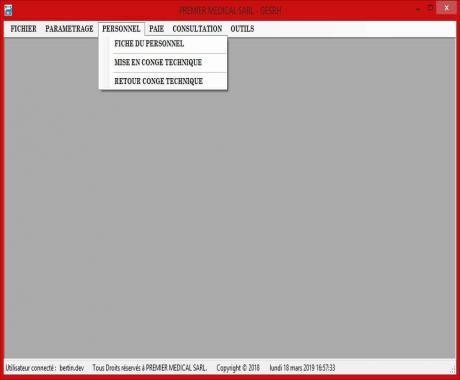 PREMIER MEDICAL SARL - GESRH
FICHIER PARAMETRAGE PERSONNEL PAIE CONSULTATION OUTILS
FICHE DU PERSONNEL
MISE EN CONGE TECHNIQUE
RETOUR CONGE TECHNIQUE
Utilisateur connecté : bertin.dev Tous Droits réservés à PREMIER MEDICAL SARL. Copyright © 2018 lundi 18 mars 2019 16:57:33